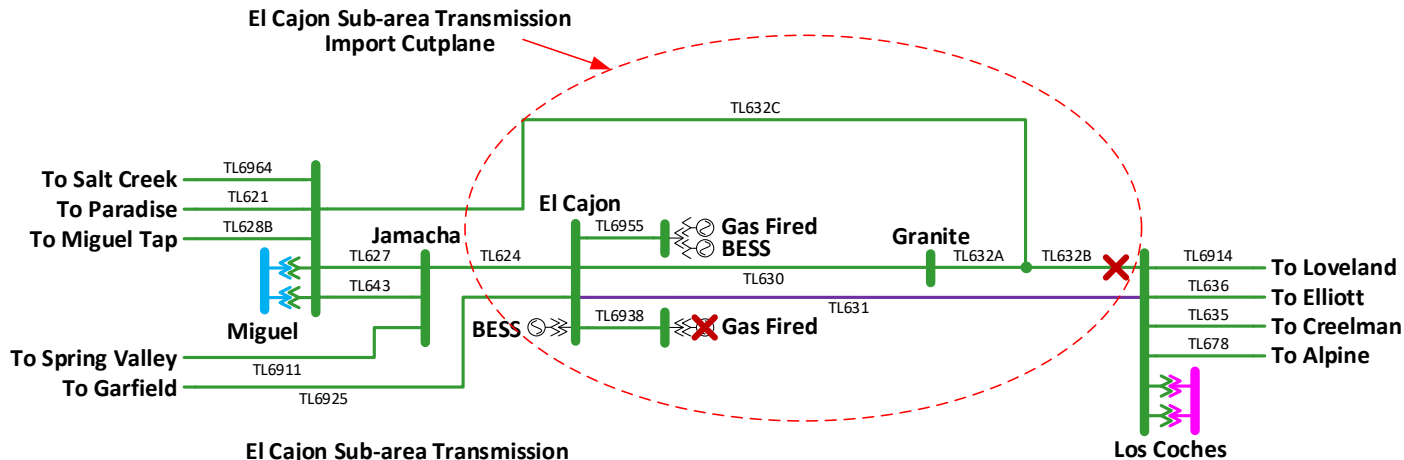 El Cajon Sub-area Transmission
Import Cutplane
TL632C
To Salt Creek
TL6964
To Paradise
TL621
To Miguel Tap
TL628B
Jamacha
El Cajon
TL6955
Gas Fired
BESS
Granite
TL627
TL624
TL630
TL632A
TL632B
TL6914
To Loveland
TL643
TL631
TL636
To Elliott
Miguel
BESS
TL6938
Gas Fired
TL635
To Creelman
To Spring Valley
TL6911
TL678
To Alpine
To Garfield
TL6925
El Cajon Sub-area Transmission
Los Coches